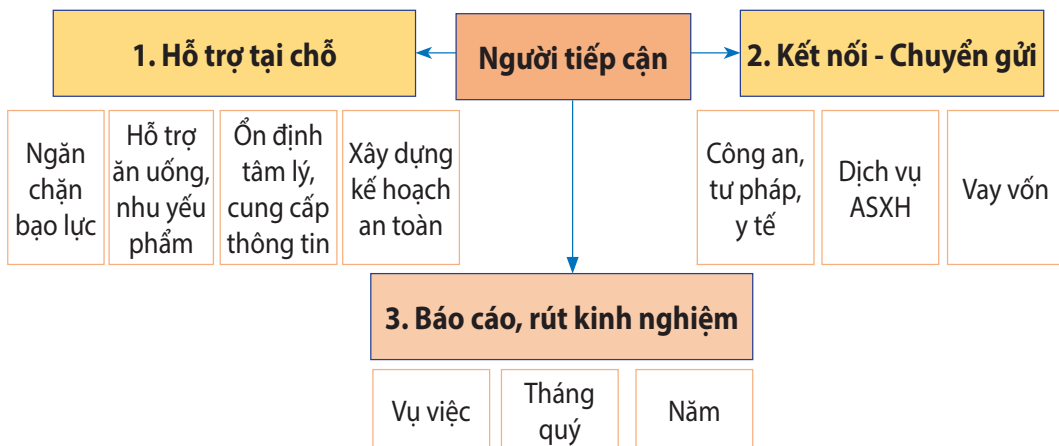 1. Hỗ trợ tại chỗ
Người tiếp cận
2. Kết nối - Chuyển gửi
Ngăn
chặn
bạo lực
Hỗ trợ
ăn uống,
nhu yếu
phẩm
Ổn định
tâm lý,
cung cấp
thông tin
Xây dựng
kế hoạch
an toàn
Công an,
tư pháp,
y tế
Dịch vụ
ASXH
Vay vốn
3. Báo cáo, rút kinh nghiệm
Vụ việc
Tháng
quý
Năm